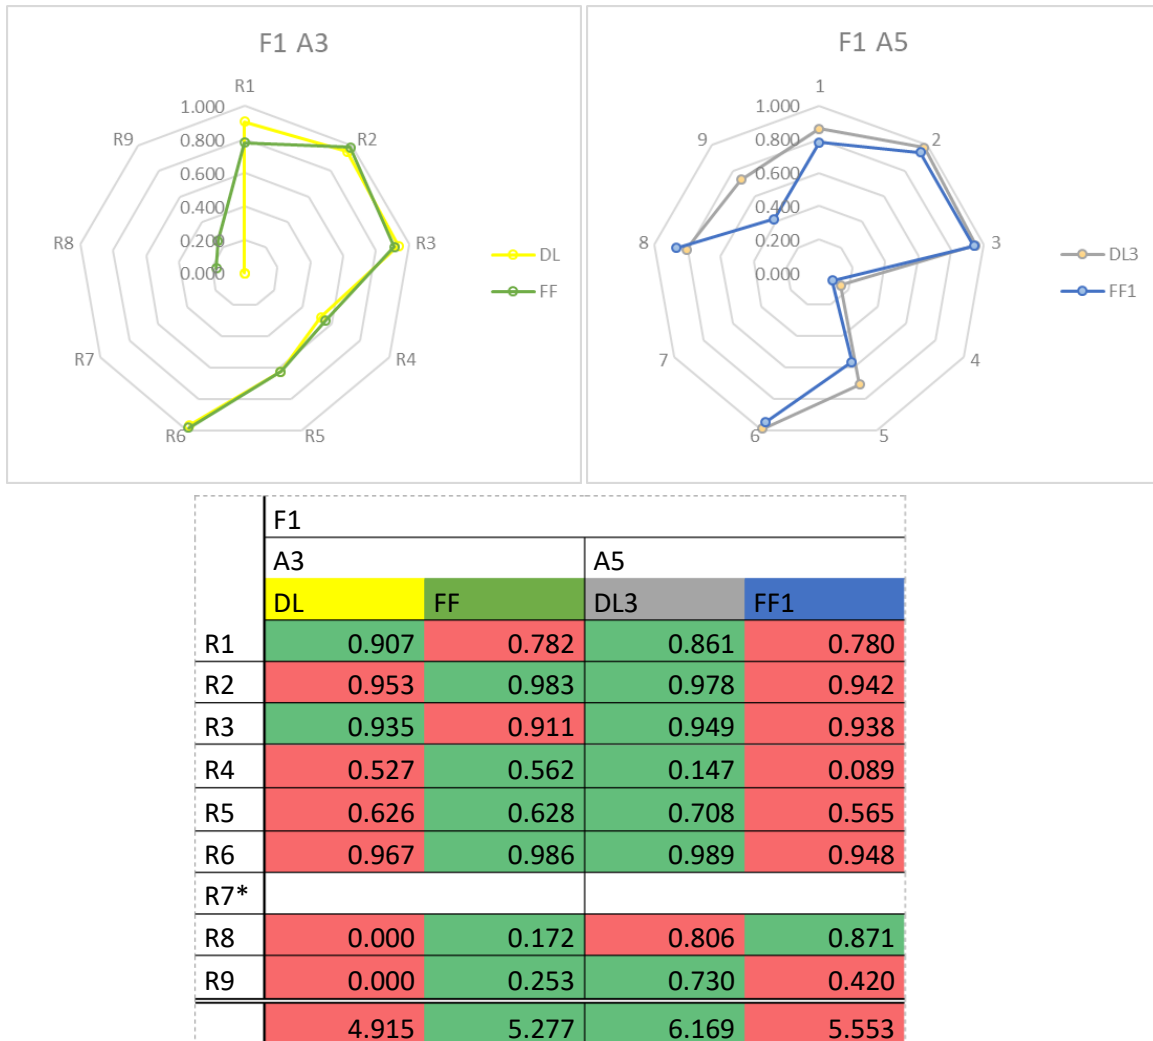 F1 A3
R1
R2
R3
R4
R5
R6
R7
R8
R9
1.000
0.800
0.600
0.400
0.200
0.000
DL
FF
F1 A5
1
2
3
4
5
6
7
8
9
1.000
0.800
0.600
0.400
0.200
0.000
DL3
FF1
F1
A3 A5
DL FF DL3 FF1
R1 0.907 0.782 0.861 0.780
R2 0.953 0.983 0.978 0.942
R3 0.935 0.911 0.949 0.938
R4 0.527 0.562 0.147 0.089
R5 0.626 0.628 0.708 0.565
R6 0.967 0.986 0.989 0.948
R7*
R8 0.000 0.172 0.806 0.871
R9 0.000 0.253 0.730 0.420
4.915 5.277 6.169 5.553